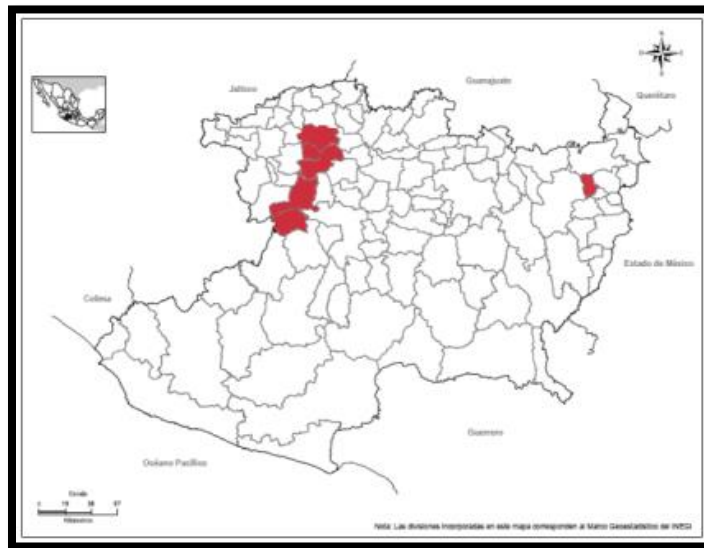 Jalisco
Guanajuato
Querétaro
Estado de México
Colima
Guerrero
Océano Pacífico
Escala
Kilómetros
Nota: Las divisiones incorporadas en este mapa corresponden al Marco Geoestadístico del INEGI